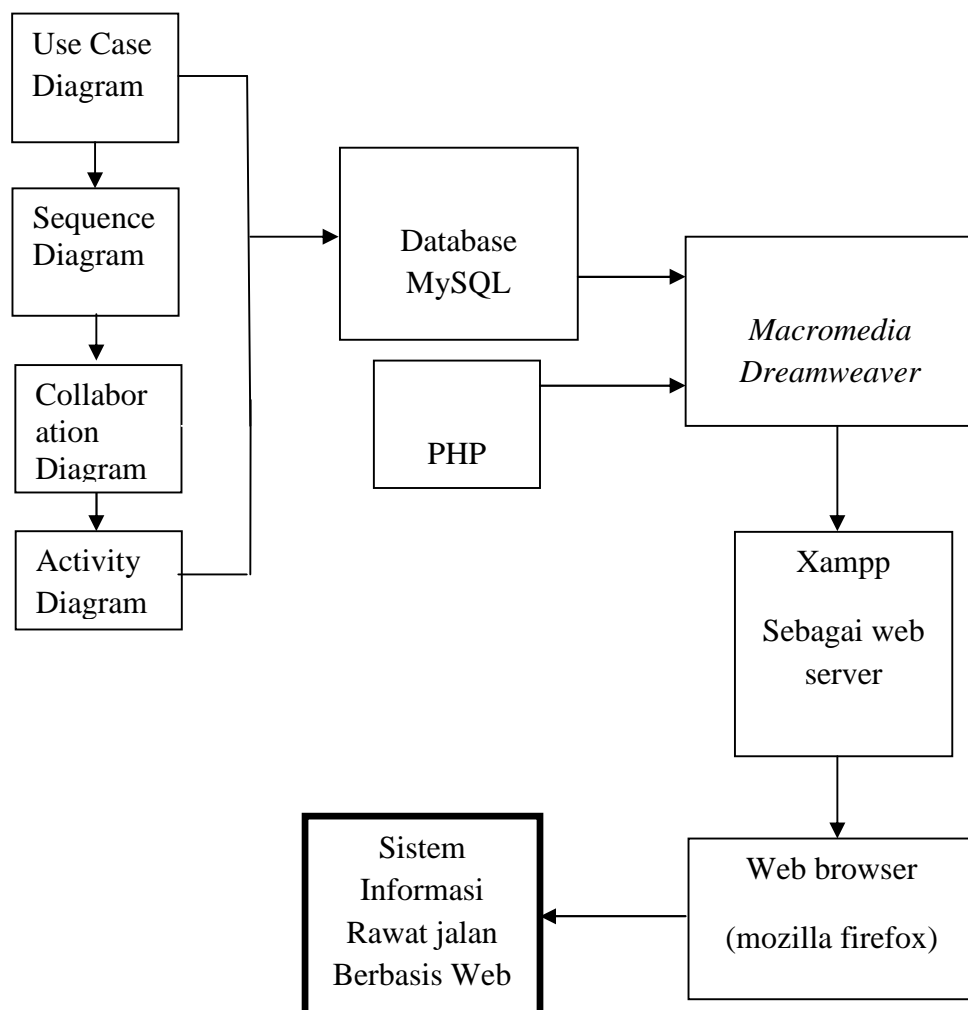 Use Case
Diagram
Sequence
Diagram
Collabor
ation
Diagram
Activity
Diagram
Database
MySQL
PHP
Macromedia
Dreamweaver
Xampp
Sebagai web
server
Web browser
(mozilla firefox)
Sistem
Informasi
Rawat jalan
Berbasis Web